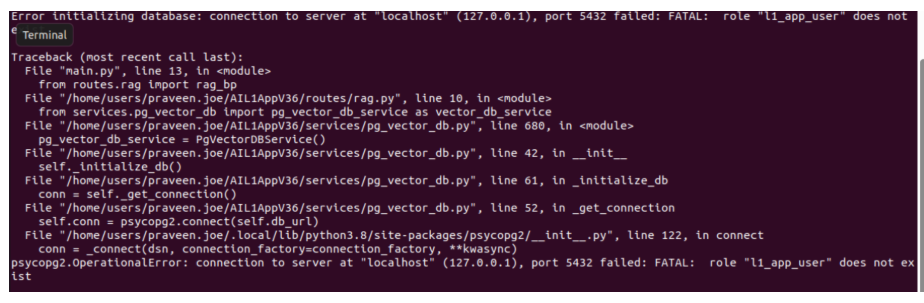 Error initializing database: connection to server at "localhost" (127.0.0.1), port 5432 failed: FATAL:  role "l1_app_user" does not
e
Terminal
Traceback (most recent call last):
  File "main.py", line 13, in <module>
    from routes.rag import rag_bp
  File "/home/users/praveen.joe/AIL1AppV36/routes/rag.py", line 10, in <module>
    from services.pg_vector_db import pg_vector_db_service as vector_db_service
  File "/home/users/praveen.joe/AIL1AppV36/services/pg_vector_db.py", line 680, in <module>
    pg_vector_db_service = PgVectorDBService()
  File "/home/users/praveen.joe/AIL1AppV36/services/pg_vector_db.py", line 42, in __init__
    self._initialize_db()
  File "/home/users/praveen.joe/AIL1AppV36/services/pg_vector_db.py", line 61, in _initialize_db
    conn = self._get_connection()
  File "/home/users/praveen.joe/AIL1AppV36/services/pg_vector_db.py", line 52, in _get_connection
    self.conn = psycopg2.connect(self.db_url)
  File "/home/users/praveen.joe/.local/lib/python3.8/site-packages/psycopg2/__init__.py", line 122, in connect
    conn = _connect(dsn, connection_factory=connection_factory, **kwasync)
psycopg2.OperationalError: connection to server at "localhost" (127.0.0.1), port 5432 failed: FATAL:  role "l1_app_user" does not ex
ist